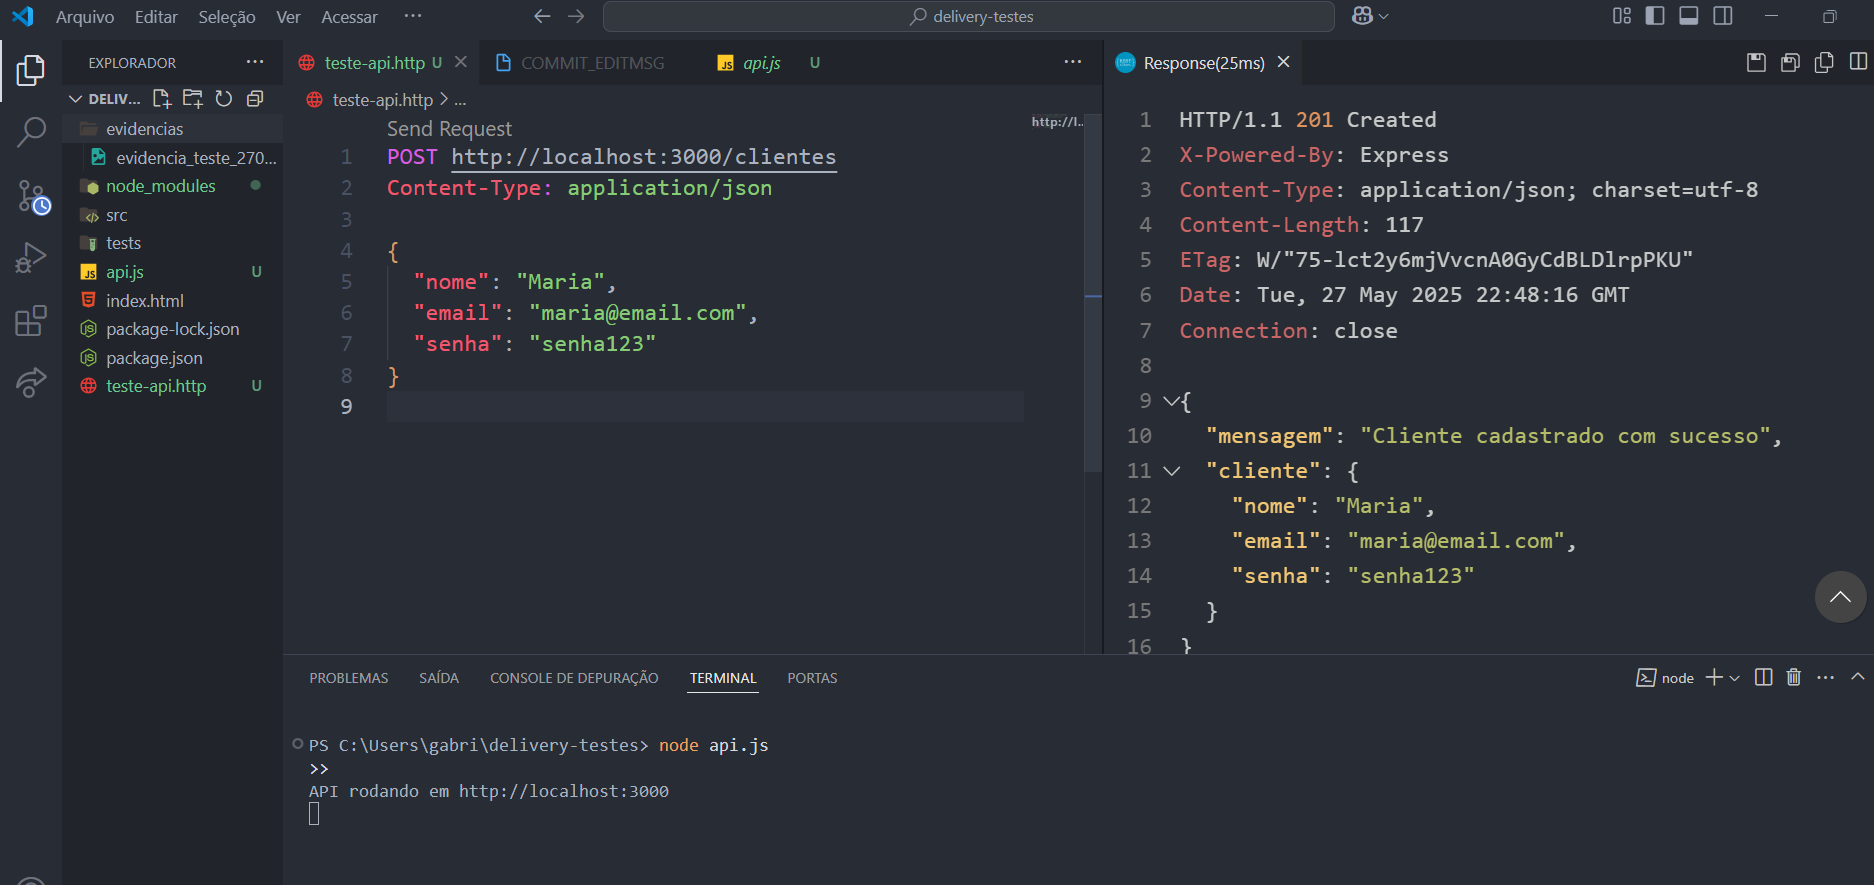 Arquivo Editar Seleção Ver Acessar ···
delivery-testes
EXPLORADOR ···
DELIV...
evidencias
evidencia_teste_270...
node_modules
src
tests
api.js U
index.html
package-lock.json
package.json
teste-api.http U
teste-api.http U
COMMIT_EDITMSG
api.js U
···
teste-api.http > ...
Send Request
1 POST http://localhost:3000/clientes
2 Content-Type: application/json
3
4 {
5 "nome": "Maria",
6 "email": "maria@email.com",
7 "senha": "senha123"
8 }
9
http://l..
Response(25ms)
1 HTTP/1.1 201 Created
2 X-Powered-By: Express
3 Content-Type: application/json; charset=utf-8
4 Content-Length: 117
5 ETag: W/"75-lct2y6mjVvcnA0GyCdBLDlrpPKU"
6 Date: Tue, 27 May 2025 22:48:16 GMT
7 Connection: close
8
9 {
10 "mensagem": "Cliente cadastrado com sucesso",
11 "cliente": {
12 "nome": "Maria",
13 "email": "maria@email.com",
14 "senha": "senha123"
15 }
16 }
PROBLEMAS SAÍDA CONSOLE DE DEPURAÇÃO TERMINAL PORTAS
node
PS C:\Users\gabri\delivery-testes> node api.js
>>
API rodando em http://localhost:3000